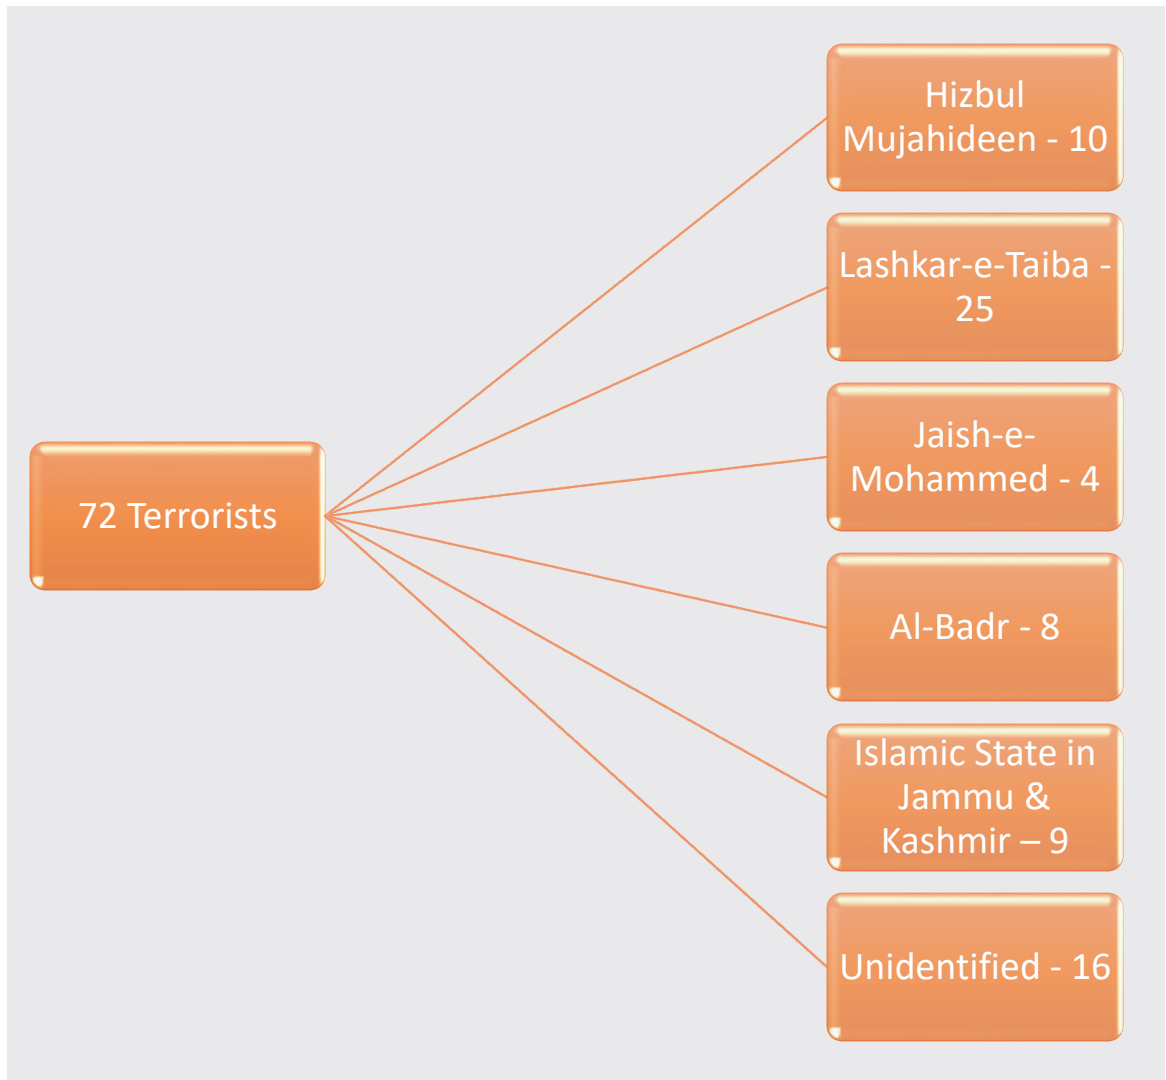 72 Terrorists
Hizbul
Mujahideen - 10
Lashkar-e-Taiba -
25
Jaish-e-
Mohammed - 4
Al-Badr - 8
Islamic State in
Jammu &
Kashmir – 9
Unidentified - 16